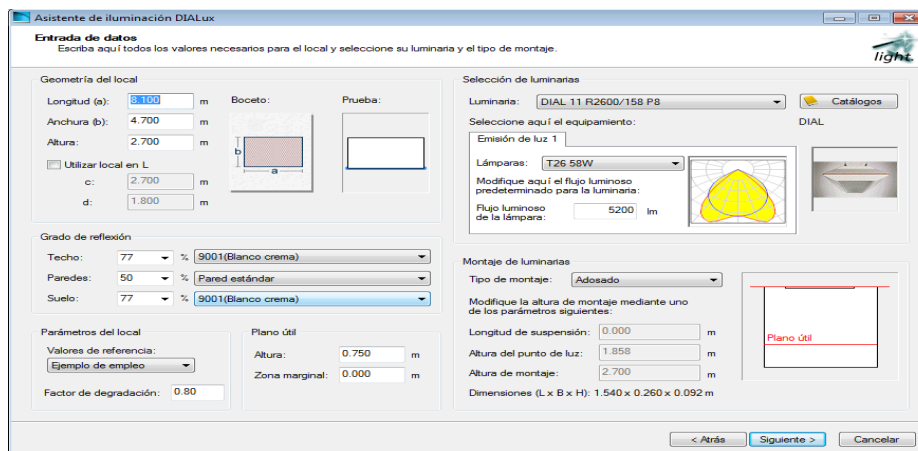 Asistente de iluminación DIALux
Entrada de datos
Escriba aquí todos los valores necesarios para el local y seleccione su luminaria y el tipo de montaje.
light
Geometría del local
Longitud (a): 8.100 m Boceto: Prueba:
Anchura (b): 4.700 m
Altura: 2.700 m
b
a
Utilizar local en L
c: 2.700 m
d: 1.800 m
Grado de reflexión
Techo: 77 % 9001(Blanco crema)
Paredes: 50 % Pared estándar
Suelo: 77 % 9001(Blanco crema)
Parámetros del local
Valores de referencia:
Ejemplo de empleo
Factor de degradación: 0.80
Plano útil
Altura: 0.750 m
Zona marginal: 0.000 m
Selección de luminarias
Luminaria: DIAL 11 R2600/158 P8 Catálogos
Seleccione aquí el equipamiento: DIAL
Emisión de luz 1
Lámparas: T26 58W
Modifique aquí el flujo luminoso
predeterminado para la luminaria:
Flujo luminoso
de la lámpara: 5200 lm
Montaje de luminarias
Tipo de montaje: Adosado
Modifique la altura de montaje mediante uno
de los parámetros siguientes:
Longitud de suspensión: 0.000 m
Altura del punto de luz: 1.858 m
Altura de montaje: 2.700 m
Dimensiones (L x B x H): 1.540 x 0.260 x 0.092 m
Plano útil
< Atrás Siguiente > Cancelar